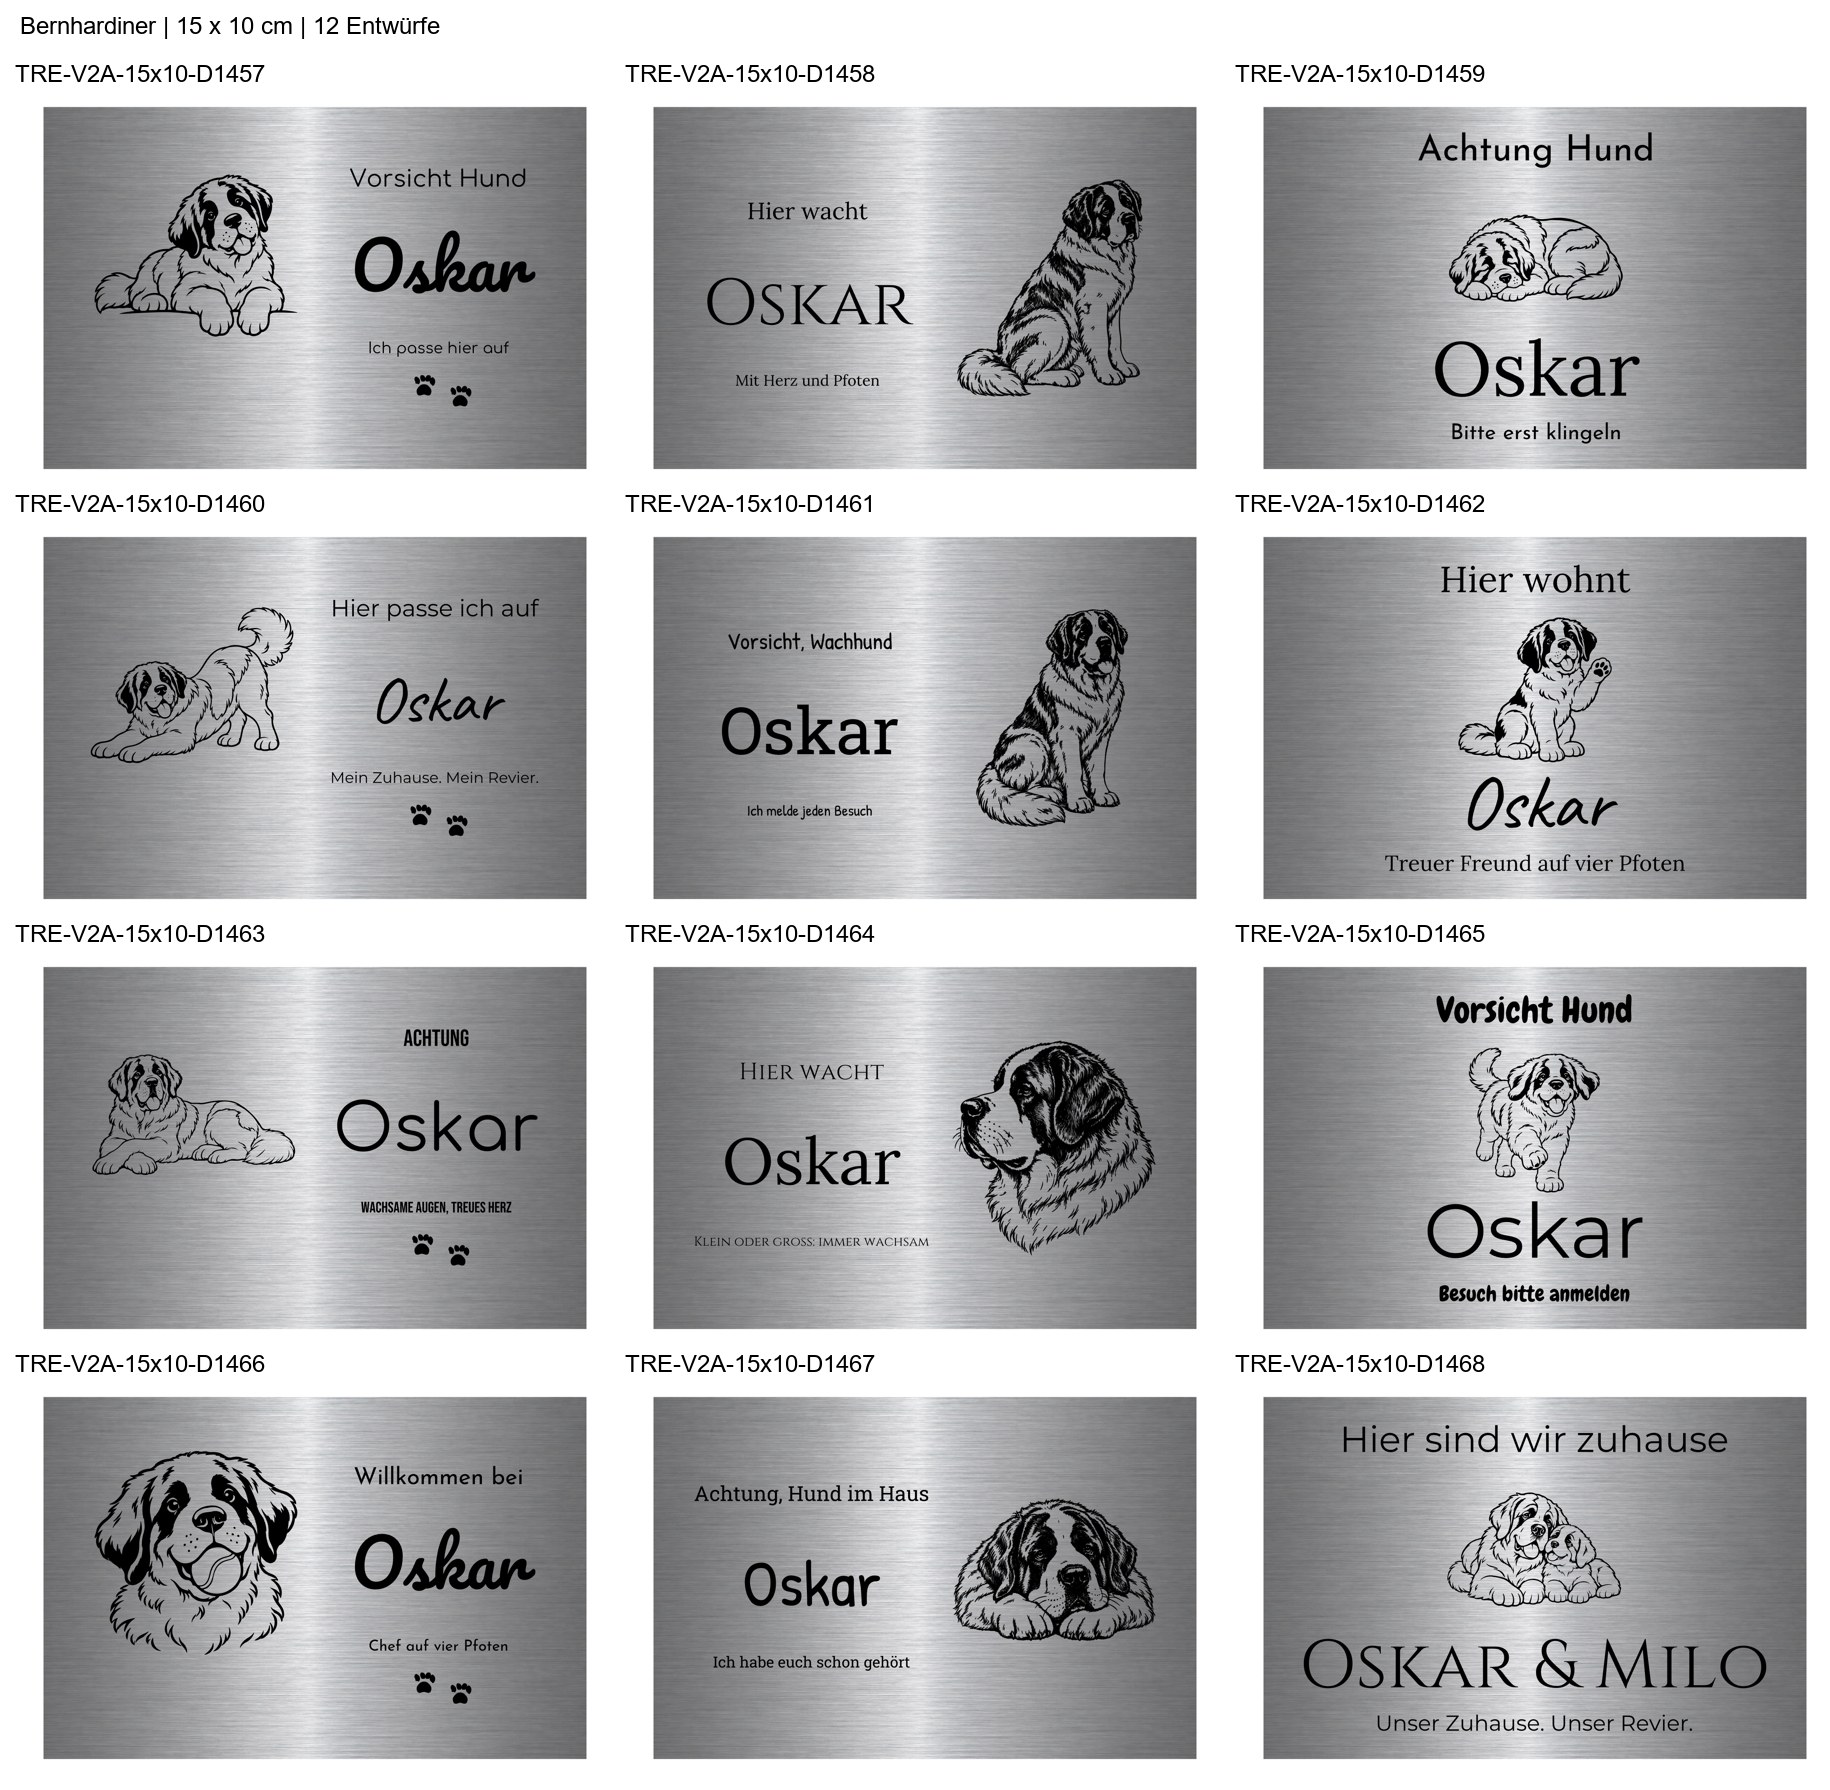 Bernhardiner | 15 x 10 cm | 12 Entwürfe
TRE-V2A-15x10-D1457
Vorsicht Hund
Oskar
Ich passe hier auf
TRE-V2A-15x10-D1458
Hier wacht
Oskar
Mit Herz und Pfoten
TRE-V2A-15x10-D1459
Achtung Hund
Oskar
Bitte erst klingeln
TRE-V2A-15x10-D1460
Hier passe ich auf
Oskar
Mein Zuhause. Mein Revier.
TRE-V2A-15x10-D1461
Vorsicht, Wachhund
Oskar
Ich melde jeden Besuch
TRE-V2A-15x10-D1462
Hier wohnt
Oskar
Treuer Freund auf vier Pfoten
TRE-V2A-15x10-D1463
ACHTUNG
Oskar
WACHSAME AUGEN, TREUES HERZ
TRE-V2A-15x10-D1464
Hier wacht
Oskar
Klein oder gross: immer wachsam
TRE-V2A-15x10-D1465
Vorsicht Hund
Oskar
Besuch bitte anmelden
TRE-V2A-15x10-D1466
Willkommen bei
Oskar
Chef auf vier Pfoten
TRE-V2A-15x10-D1467
Achtung, Hund im Haus
Oskar
Ich habe euch schon gehört
TRE-V2A-15x10-D1468
Hier sind wir zuhause
Oskar & Milo
Unser Zuhause. Unser Revier.